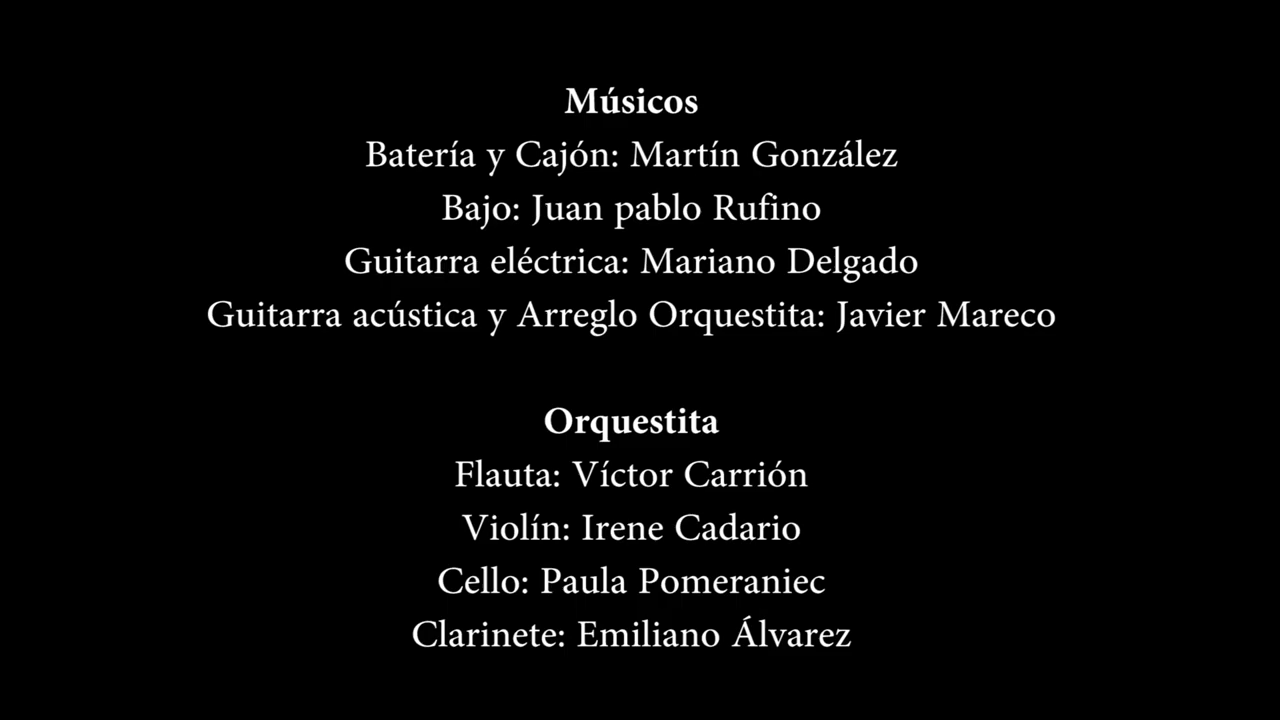 Músicos
Batería y Cajón: Martín González
Bajo: Juan pablo Rufino
Guitarra eléctrica: Mariano Delgado
Guitarra acústica y Arreglo Orquestita: Javier Mareco
Orquestita
Flauta: Víctor Carrión
Violín: Irene Cadario
Cello: Paula Pomeraniec
Clarinete: Emiliano Álvarez